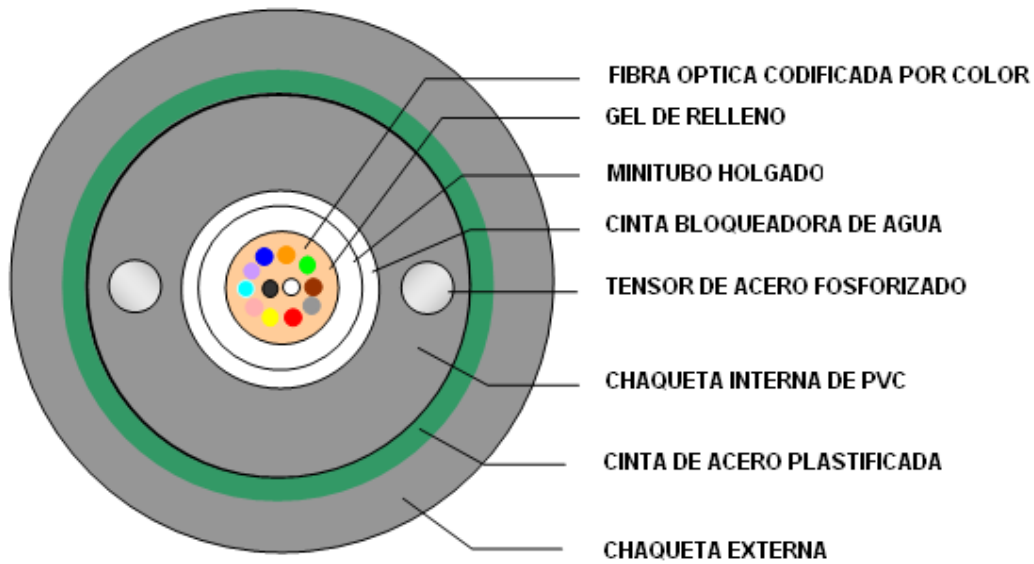 FIBRA OPTICA CODIFICADA POR COLOR
GEL DE RELLENO
MINITUBO HOLGADO
CINTA BLOQUEADORA DE AGUA
TENSOR DE ACERO FOSFORIZADO
CHAQUETA INTERNA DE PVC
CINTA DE ACERO PLASTIFICADA
CHAQUETA EXTERNA